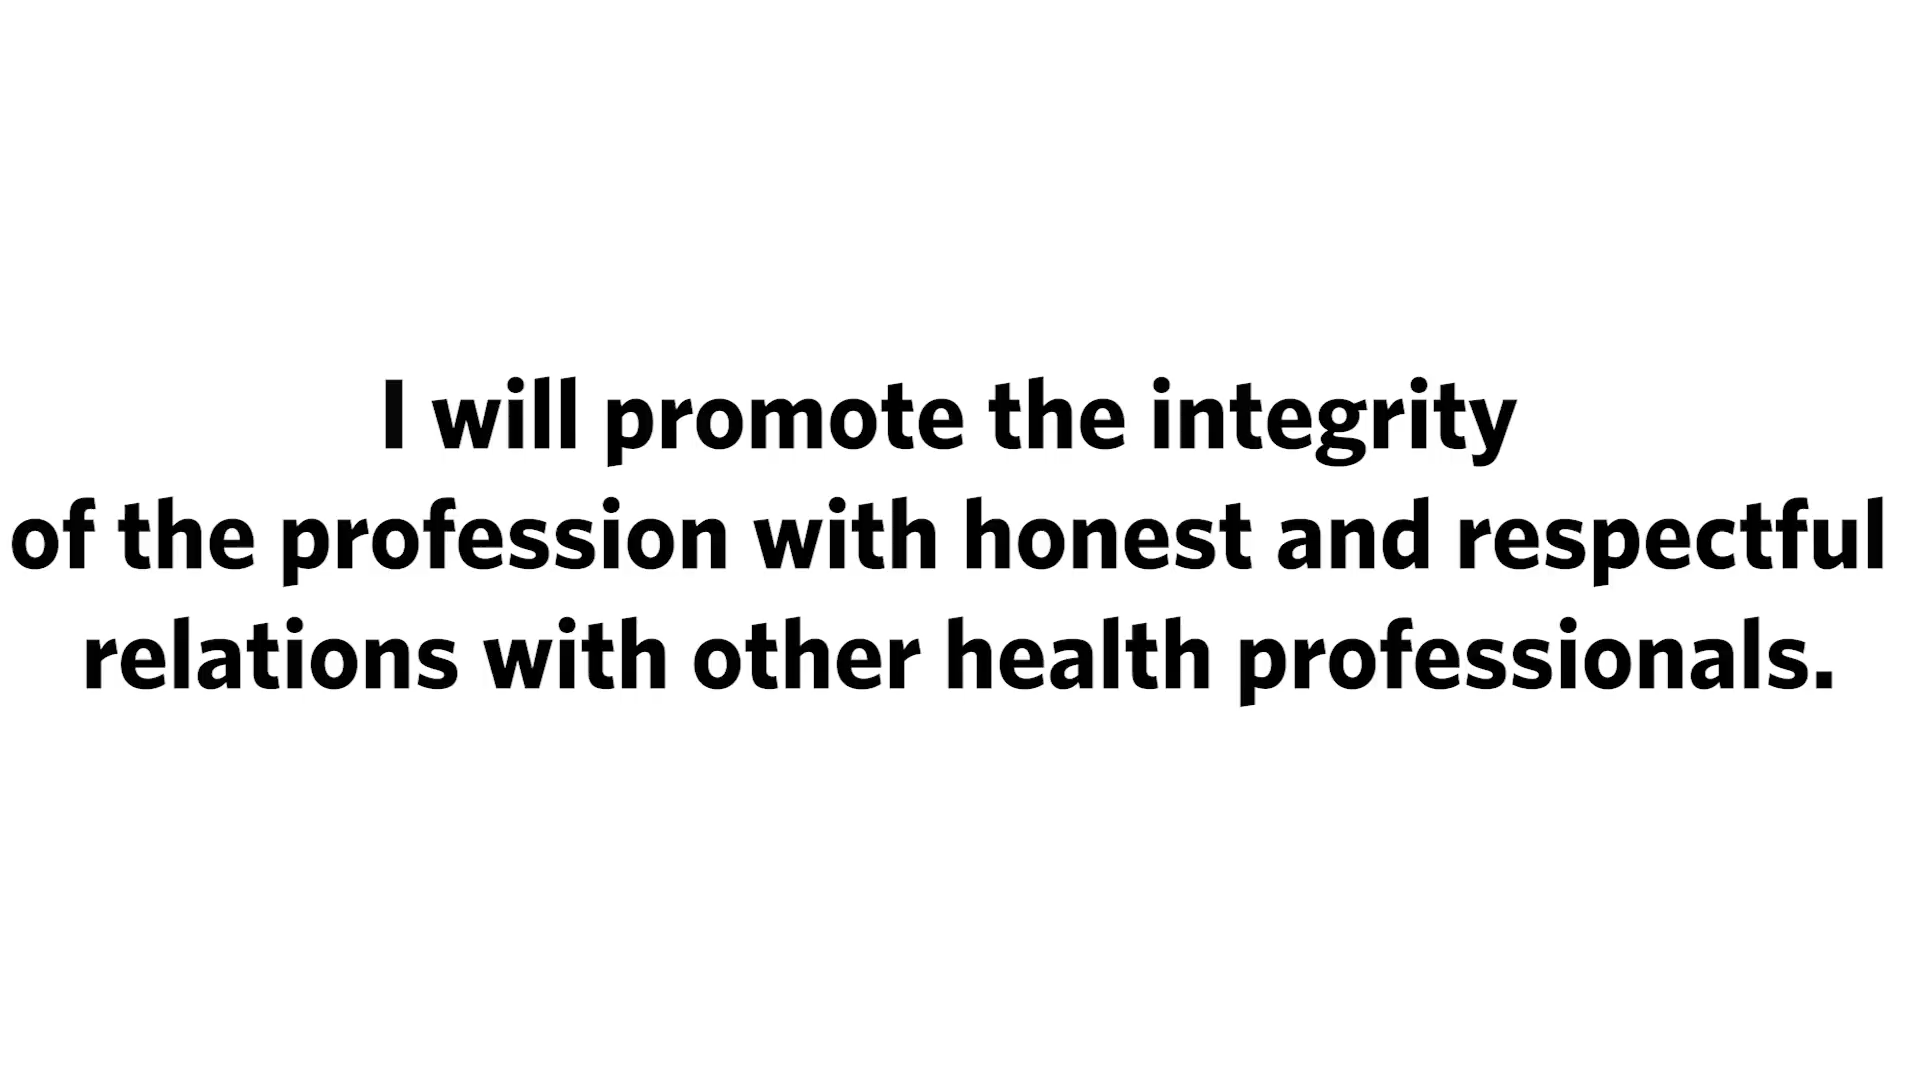 I will promote the integrity
of the profession with honest and respectful
relations with other health professionals.